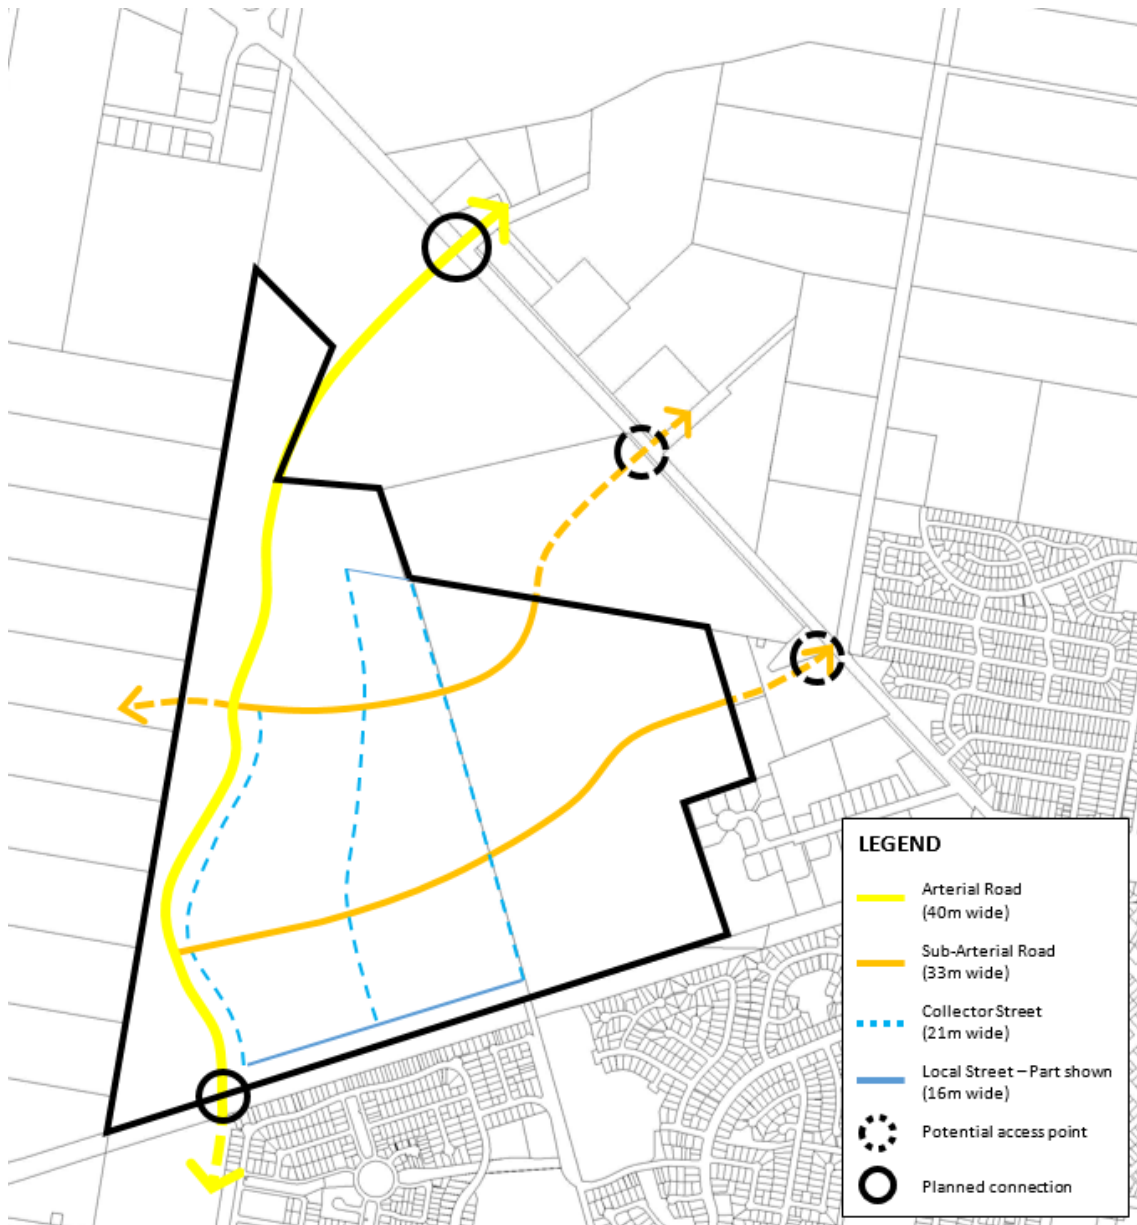 LEGEND
Arterial Road
(40m wide)
Sub-Arterial Road
(33m wide)
Collector Street
(21m wide)
Local Street – Part shown
(16m wide)
Potential access point
Planned connection